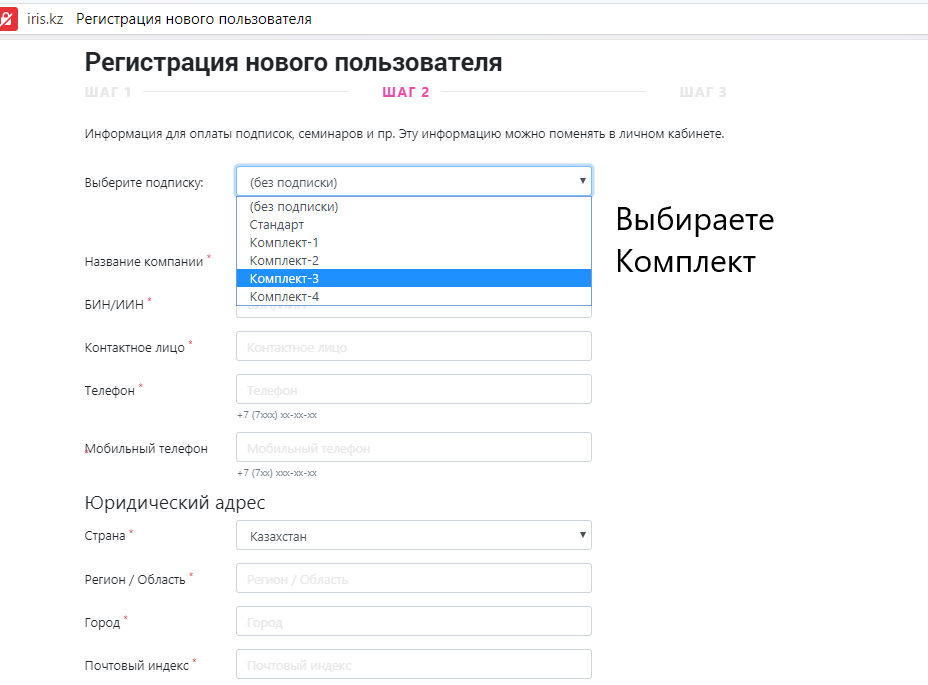 iris.kz Регистрация нового пользователя
Регистрация нового пользователя
ШАГ 1 ШАГ 2 ШАГ 3
Информация для оплаты подписок, семинаров и пр. Эту информацию можно поменять в личном кабинете.
Выберите подписку: (без подписки)
(без подписки)
Стандарт
Комплект-1
Комплект-2
Комплект-3
Комплект-4
Выбираете
Комплект
Название компании *
БИН/ИИН *
Контактное лицо * Контактное лицо
Телефон * Телефон
+7 (7xxx) xx-xx-xx
Мобильный телефон Мобильный телефон
+7 (7xx) xxx-xx-xx
Юридический адрес
Страна * Казахстан
Регион / Область * Регион / Область
Город * Город
Почтовый индекс * Почтовый индекс